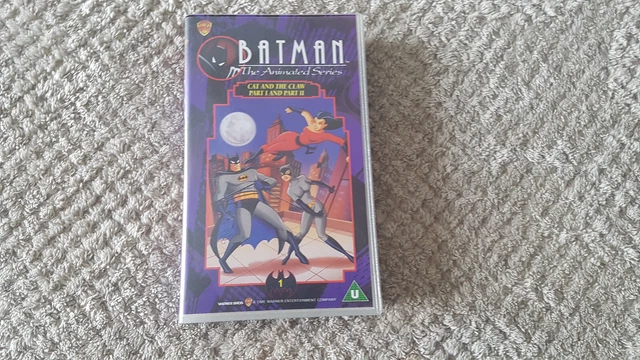 BATMAN
The Animated Series
CAT AND THE CLAW
PART I AND PART II
1
U